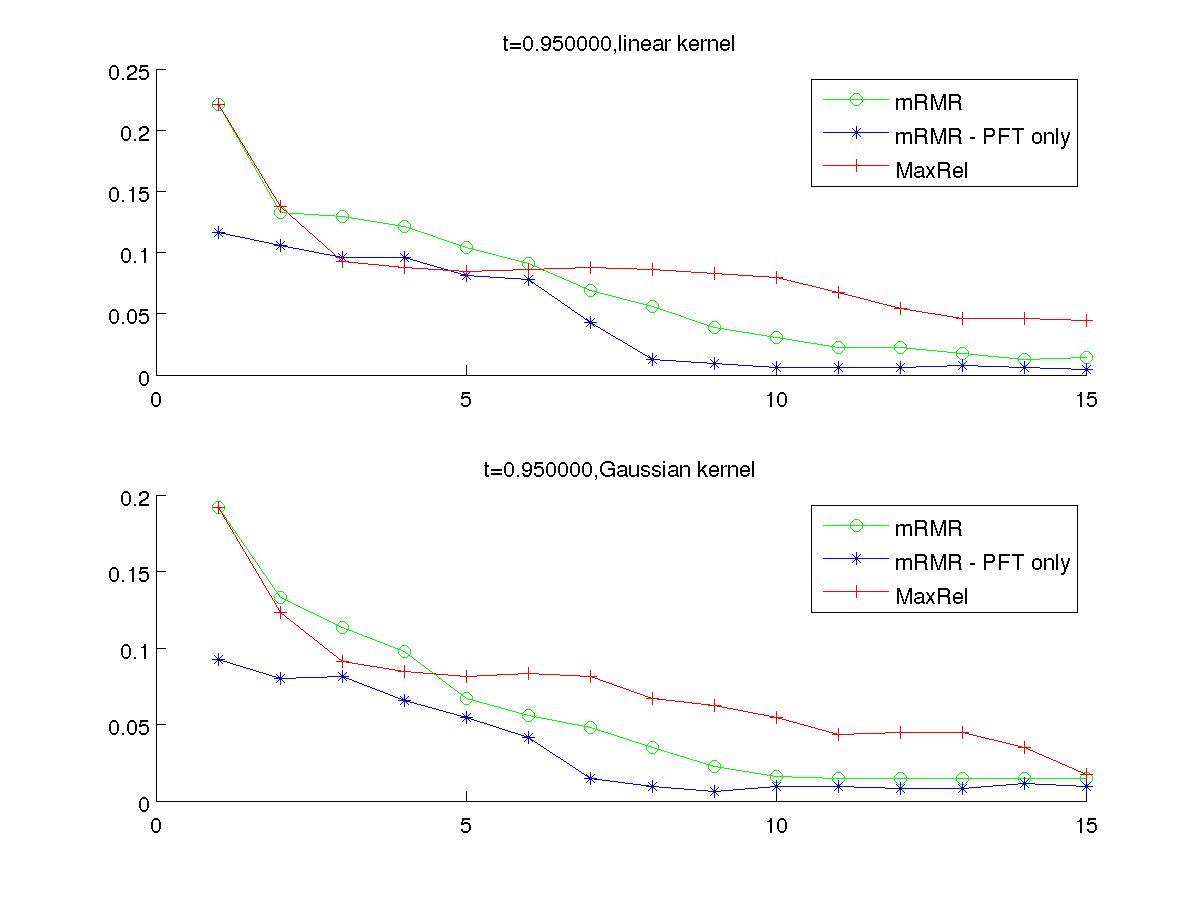 t=0.950000,linear kernel
0.25
0.2
0.15
0.1
0.05
0
0 5 10 15
mRMR
mRMR - PFT only
MaxRel
t=0.950000,Gaussian kernel
0.2
0.15
0.1
0.05
0
0 5 10 15
mRMR
mRMR - PFT only
MaxRel